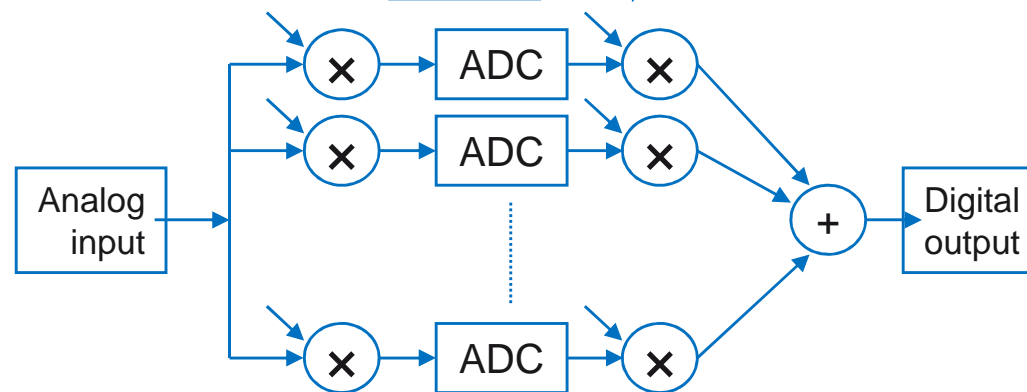 × ADC ×
× ADC ×
Analog
input
+
Digital
output
× ADC ×